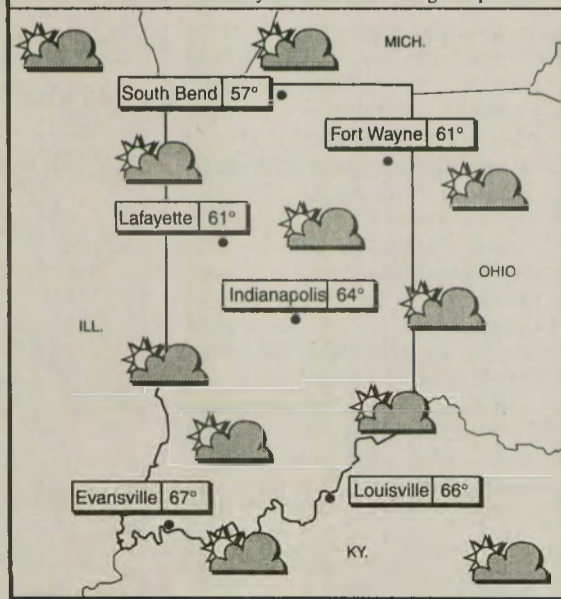 MICH.
South Bend 57°
Fort Wayne 61°
Lafayette 61°
OHIO
Indianapolis 64°
ILL.
Evansville 67°
Louisville 66°
KY.